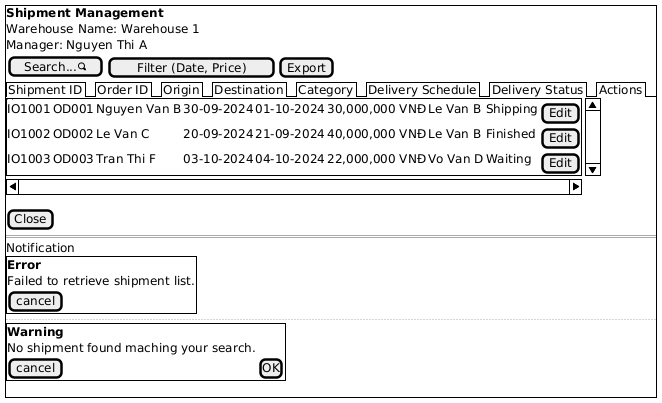 Shipment Management
Warehouse Name: Warehouse 1
Manager: Nguyen Thi A
Search... Filter (Date, Price) Export
Shipment ID Order ID Origin Destination Category Delivery Schedule Delivery Status Actions
IO1001 OD001 Nguyen Van B 30-09-2024 01-10-2024 30,000,000 VNĐ Le Van B Shipping Edit
IO1002 OD002 Le Van C 20-09-2024 21-09-2024 40,000,000 VNĐ Le Van B Finished Edit
IO1003 OD003 Tran Thi F 03-10-2024 04-10-2024 22,000,000 VNĐ Vo Van D Waiting Edit
Close
Notification
Error
Failed to retrieve shipment list.
cancel
Warning
No shipment found maching your search.
cancel OK